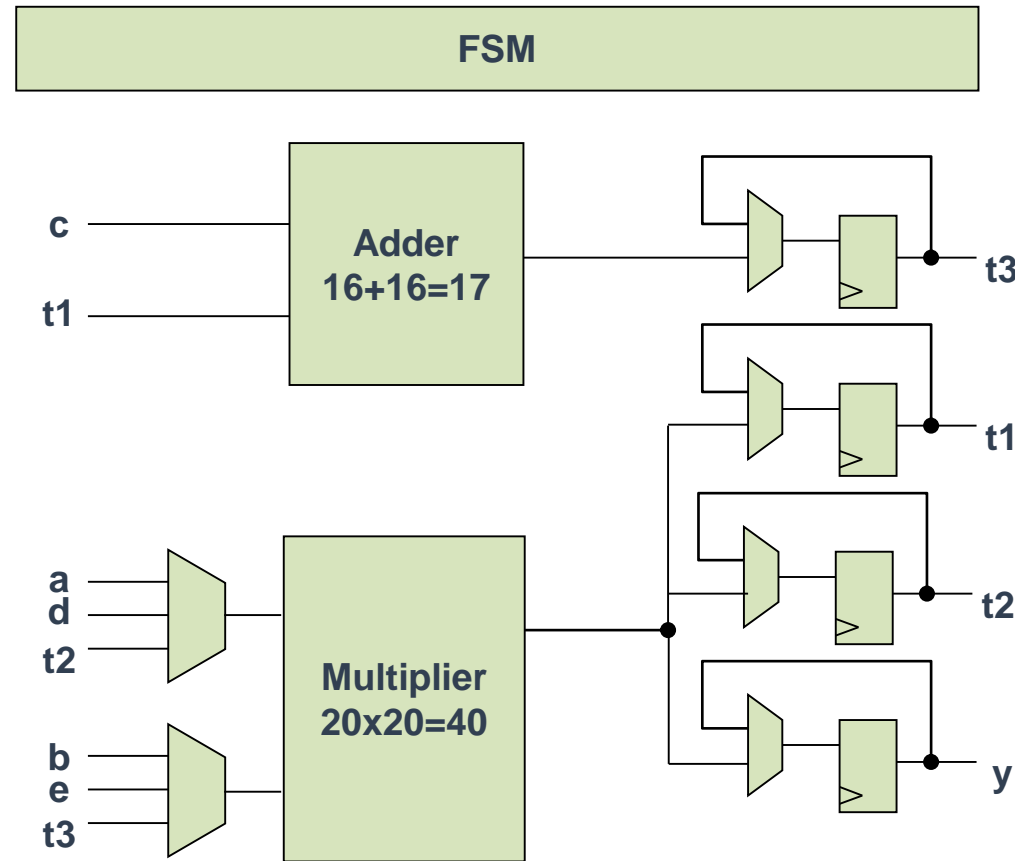 FSM
c
t1
Adder
16+16=17
t3
t1
a
d
t2
b
e
t3
Multiplier
20x20=40
t2
y